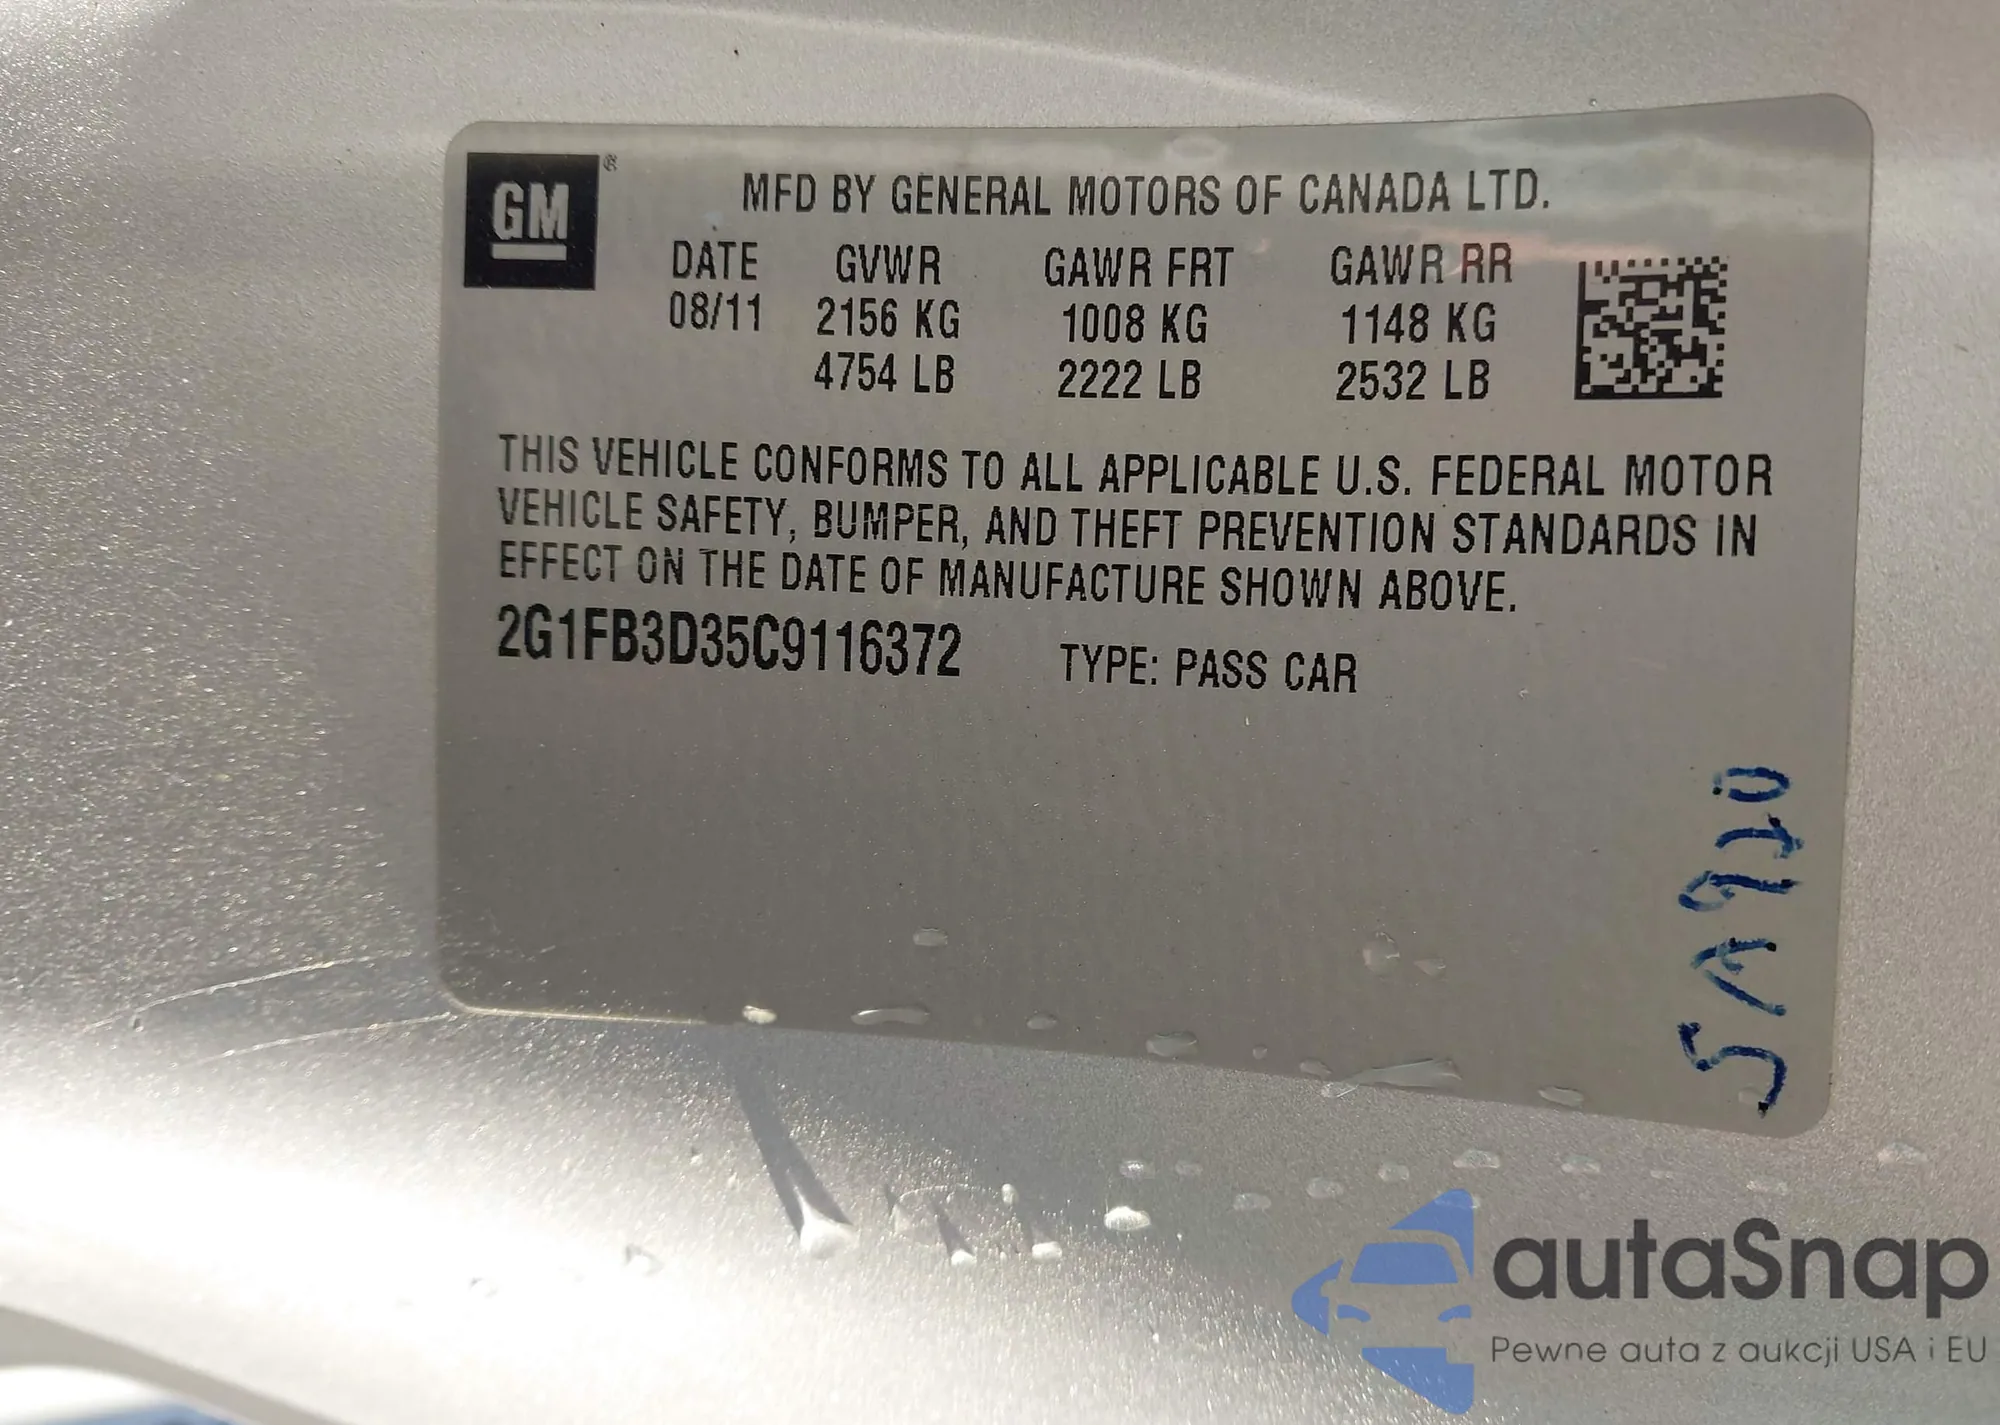 GM ®
MFD BY GENERAL MOTORS OF CANADA LTD.
DATE GVWR GAWR FRT GAWR RR
08/11 2156 KG 1008 KG 1148 KG
4754 LB 2222 LB 2532 LB
THIS VEHICLE CONFORMS TO ALL APPLICABLE U.S. FEDERAL MOTOR
VEHICLE SAFETY, BUMPER, AND THEFT PREVENTION STANDARDS IN
EFFECT ON THE DATE OF MANUFACTURE SHOWN ABOVE.
2G1FB3D35C9116372 TYPE: PASS CAR
autaSnap
Pewne auta z aukcji USA i EU